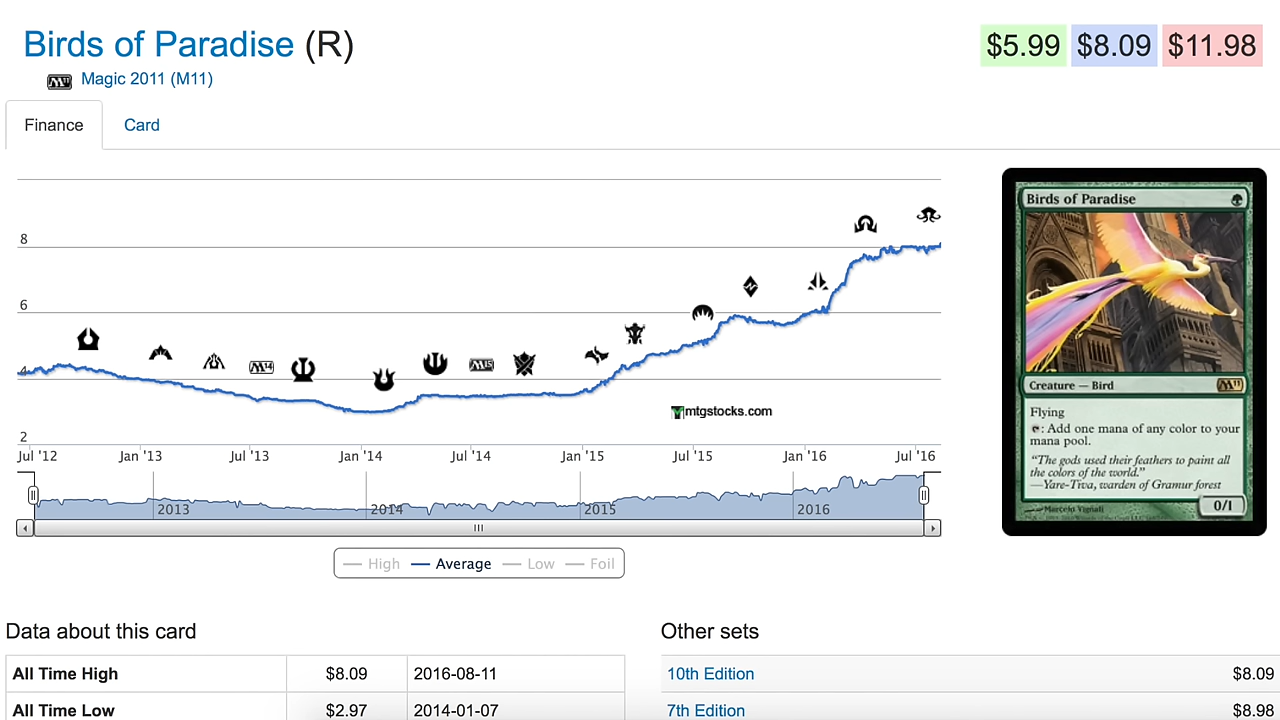 Birds of Paradise (R)
$5.99 $8.09 $11.98
Magic 2011 (M11)
Finance Card
8
6
4
2
M14
M15
mtgstocks.com
Jul '12 Jan '13 Jul '13 Jan '14 Jul '14 Jan '15 Jul '15 Jan '16 Jul '16
2013 2014 2015 2016
High Average Low Foil
Birds of Paradise
Creature — Bird
Flying
: Add one mana of any color to your
mana pool.
"The gods used their feathers to paint all
the colors of the world."
—Yare-Tiva, warden of Gramur forest
Marcelo Vignali
0/1
Data about this card
All Time High $8.09 2016-08-11
All Time Low $2.97 2014-01-07
Other sets
10th Edition $8.09
7th Edition $8.98